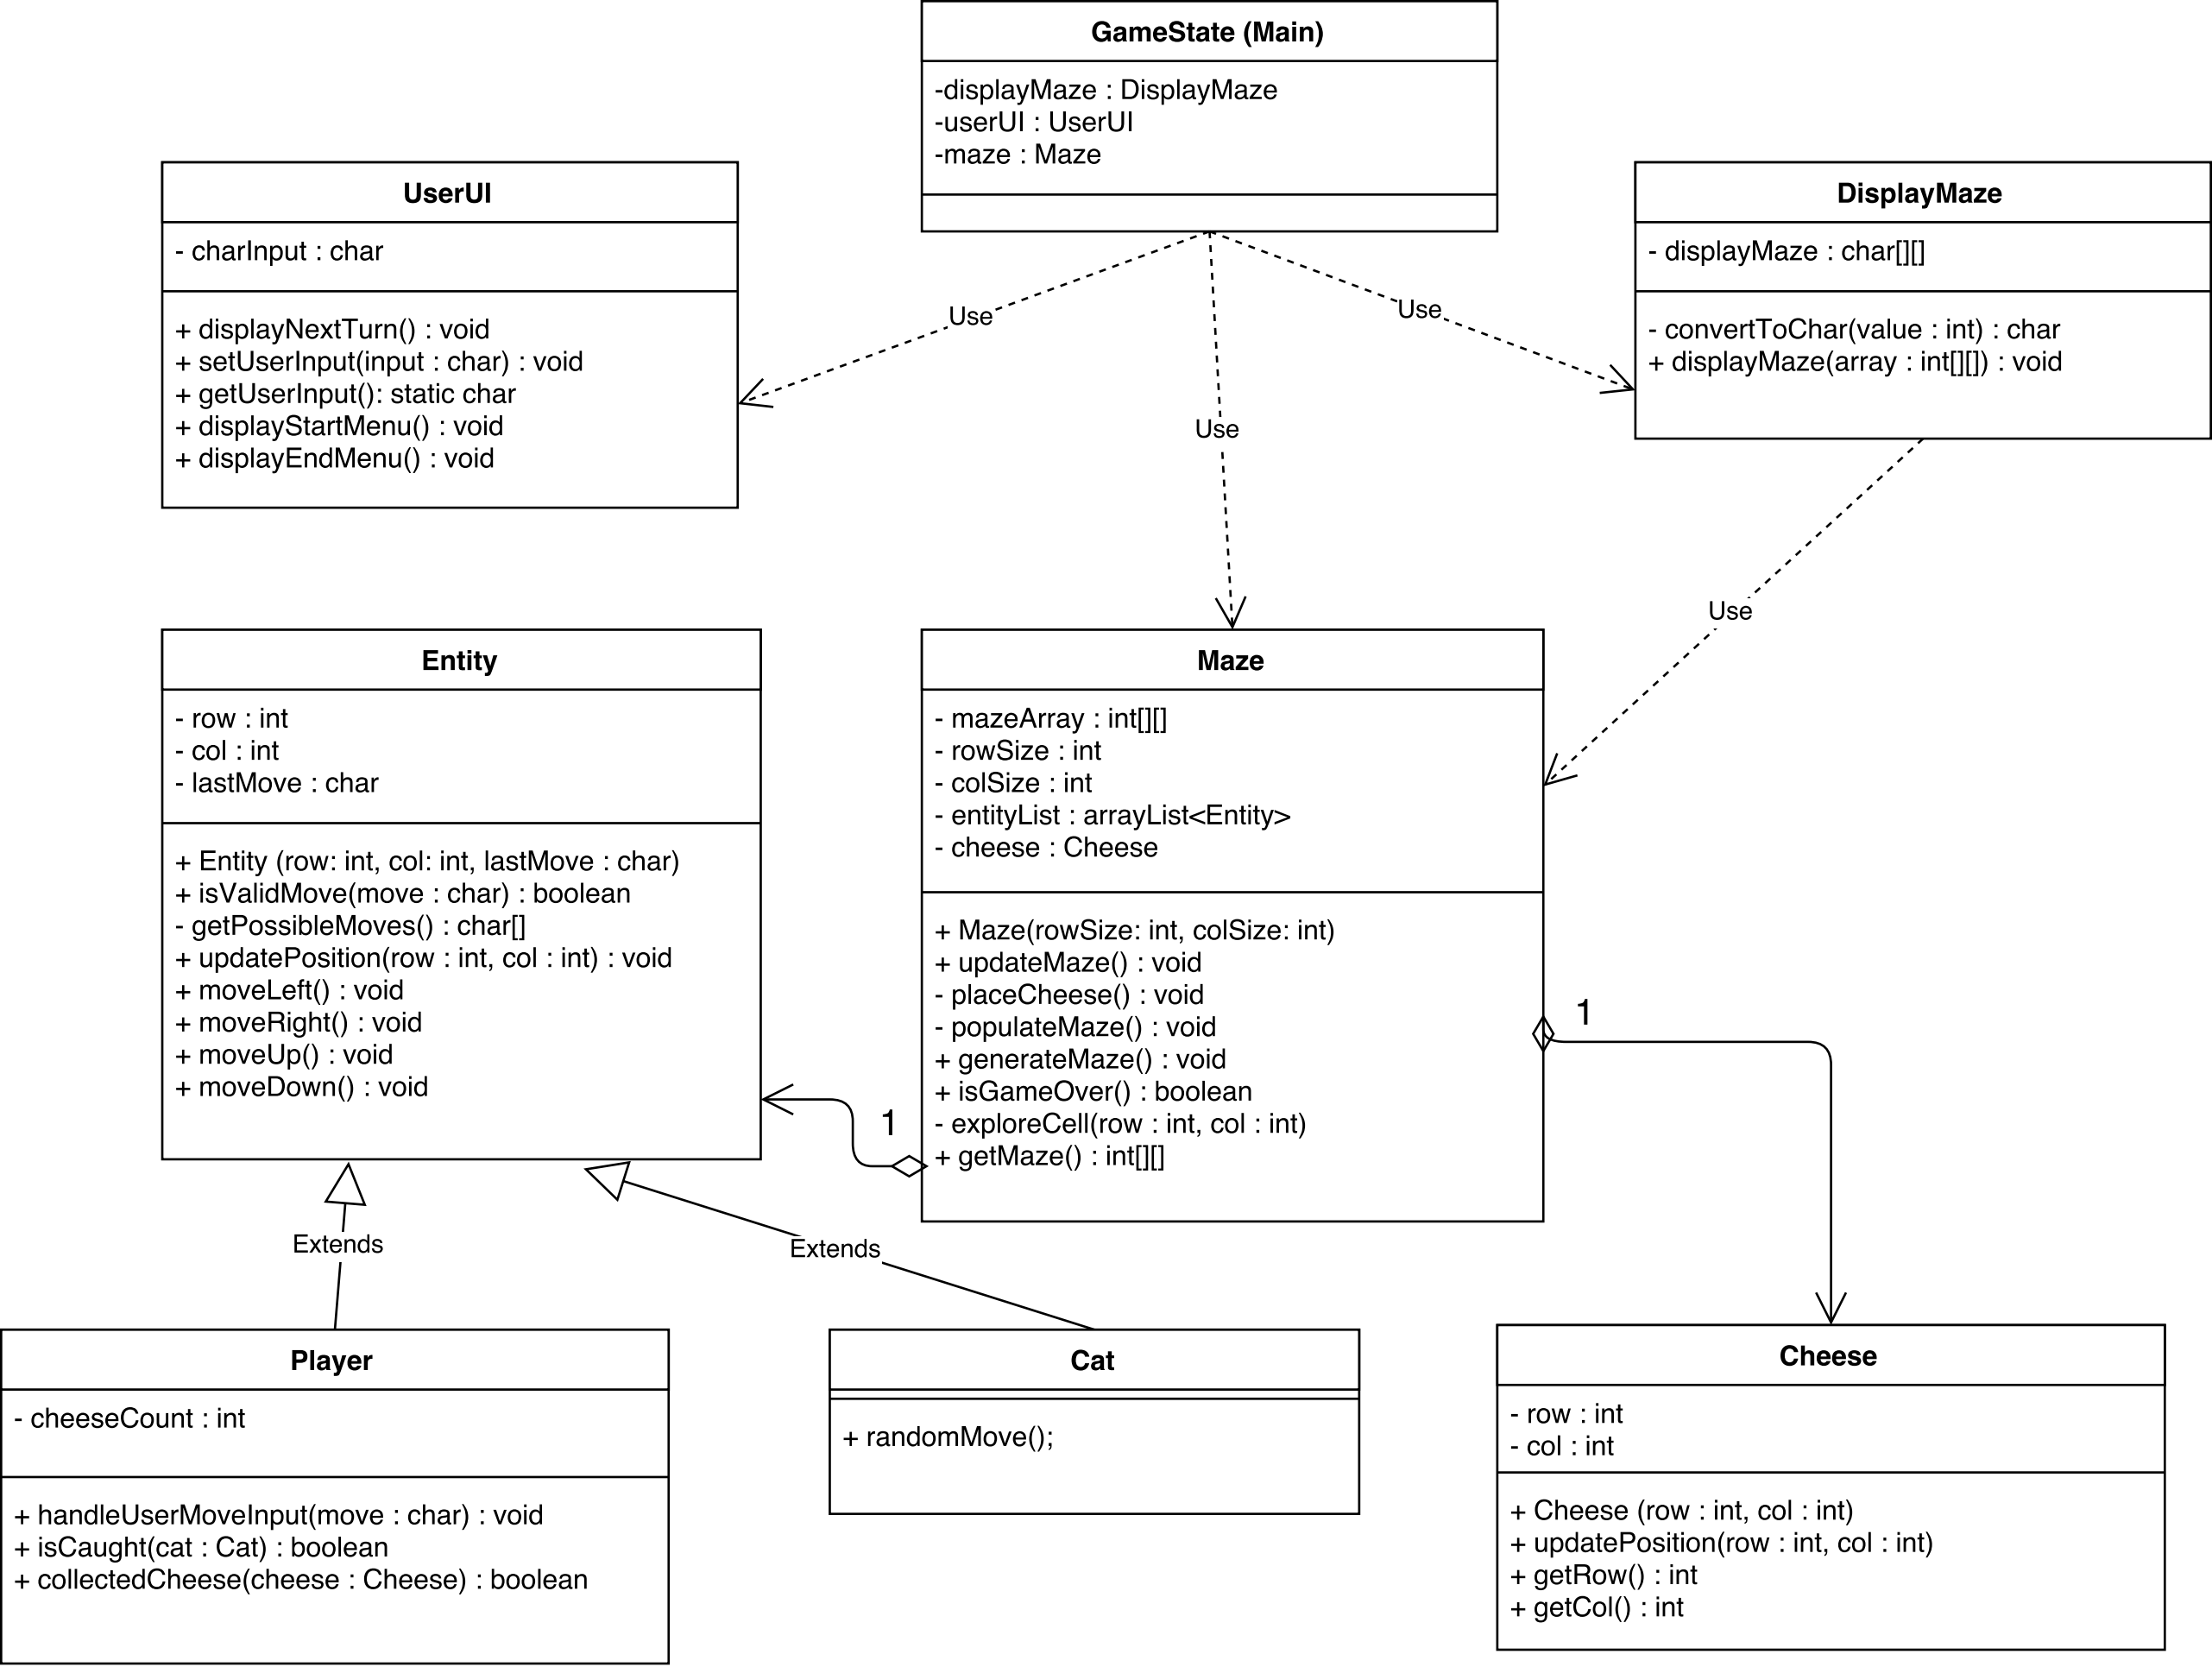 GameState (Main)
-displayMaze : DisplayMaze
-userUI : UserUI
-maze : Maze
UserUI
- charInput : char
+ displayNextTurn() : void
+ setUserInput(input : char) : void
+ getUserInput(): static char
+ displayStartMenu() : void
+ displayEndMenu() : void
DisplayMaze
- displayMaze : char[][]
- convertToChar(value : int) : char
+ displayMaze(array : int[][]) : void
Use
Use
Use
Use
Entity
- row : int
- col : int
- lastMove : char
+ Entity (row: int, col: int, lastMove : char)
+ isValidMove(move : char) : boolean
- getPossibleMoves() : char[]
+ updatePosition(row : int, col : int) : void
+ moveLeft() : void
+ moveRight() : void
+ moveUp() : void
+ moveDown() : void
Maze
- mazeArray : int[][]
- rowSize : int
- colSize : int
- entityList : arrayList<Entity>
- cheese : Cheese
+ Maze(rowSize: int, colSize: int)
+ updateMaze() : void
- placeCheese() : void
- populateMaze() : void
+ generateMaze() : void
+ isGameOver() : boolean
- exploreCell(row : int, col : int)
+ getMaze() : int[][]
1
1
Extends
Extends
Player
- cheeseCount : int
+ handleUserMoveInput(move : char) : void
+ isCaught(cat : Cat) : boolean
+ collectedCheese(cheese : Cheese) : boolean
Cat
+ randomMove();
Cheese
- row : int
- col : int
+ Cheese (row : int, col : int)
+ updatePosition(row : int, col : int)
+ getRow() : int
+ getCol() : int